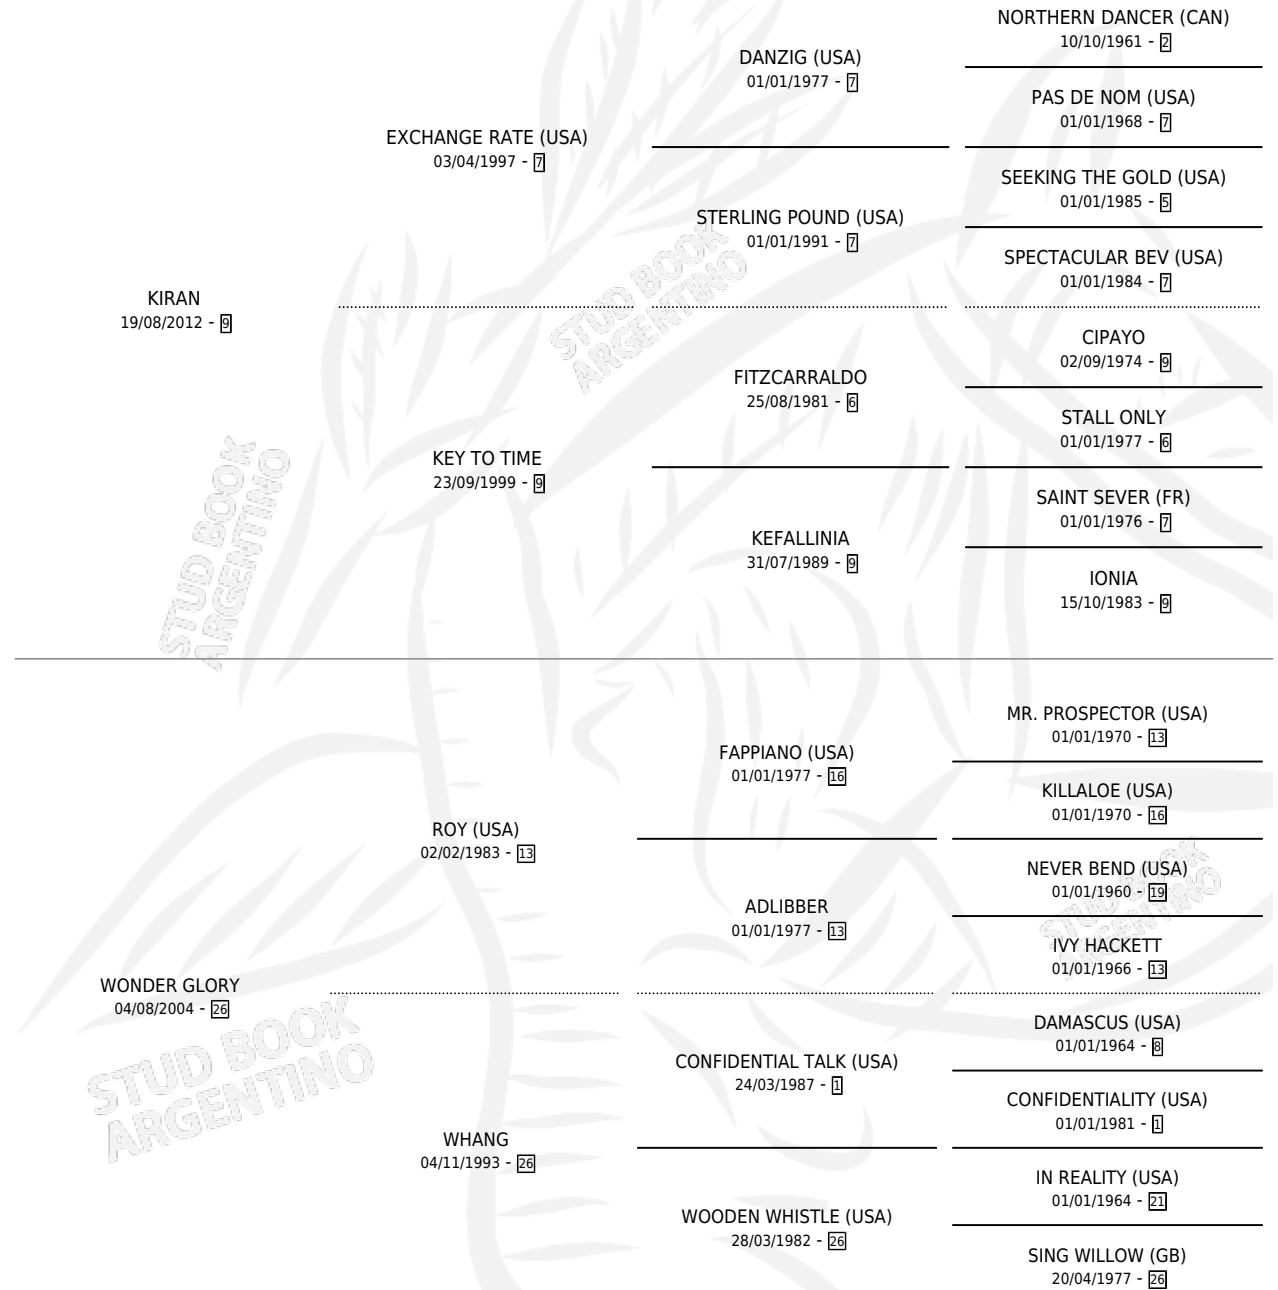 NORTHERN DANCER (CAN)
10/10/1961 - 2
DANZIG (USA)
01/01/1977 - 7
PAS DE NOM (USA)
01/01/1968 - 7
EXCHANGE RATE (USA)
03/04/1997 - 7
SEEKING THE GOLD (USA)
01/01/1985 - 5
STERLING POUND (USA)
01/01/1991 - 7
SPECTACULAR BEV (USA)
01/01/1984 - 7
STUD BOOK
ARGENTINO
KIRAN
19/08/2012 - 9
CIPAYO
02/09/1974 - 9
FITZCARRALDO
25/08/1981 - 6
STALL ONLY
01/01/1977 - 6
KEY TO TIME
23/09/1999 - 9
SAINT SEVER (FR)
01/01/1976 - 7
KEFALLINIA
31/07/1989 - 9
IONIA
15/10/1983 - 9
STUD BOOK
ARGENTINO
MR. PROSPECTOR (USA)
01/01/1970 - 13
FAPPIANO (USA)
01/01/1977 - 16
KILLALOE (USA)
01/01/1970 - 16
ROY (USA)
02/02/1983 - 13
NEVER BEND (USA)
01/01/1960 - 19
ADLIBBER
01/01/1977 - 13
IVY HACKETT
01/01/1966 - 13
STUD BOOK
ARGENTINO
WONDER GLORY
04/08/2004 - 26
DAMASCUS (USA)
01/01/1964 - 8
CONFIDENTIAL TALK (USA)
24/03/1987 - 1
CONFIDENTIALITY (USA)
01/01/1981 - 1
STUD BOOK
ARGENTINO
WHANG
04/11/1993 - 26
IN REALITY (USA)
01/01/1964 - 21
WOODEN WHISTLE (USA)
28/03/1982 - 26
SING WILLOW (GB)
20/04/1977 - 26